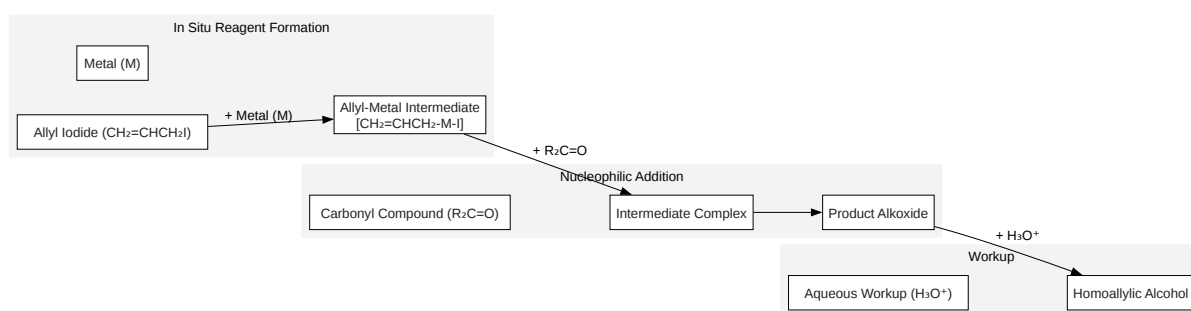 In Situ Reagent Formation
Metal (M)
Allyl Iodide (CH₂=CHCH₂I)
+ Metal (M)
Allyl-Metal Intermediate
[CH₂=CHCH₂-M-I]
+ R₂C=O
Nucleophilic Addition
Carbonyl Compound (R₂C=O)
Intermediate Complex
Product Alkoxide
+ H₃O⁺
Workup
Aqueous Workup (H₃O⁺)
Homoallylic Alcohol